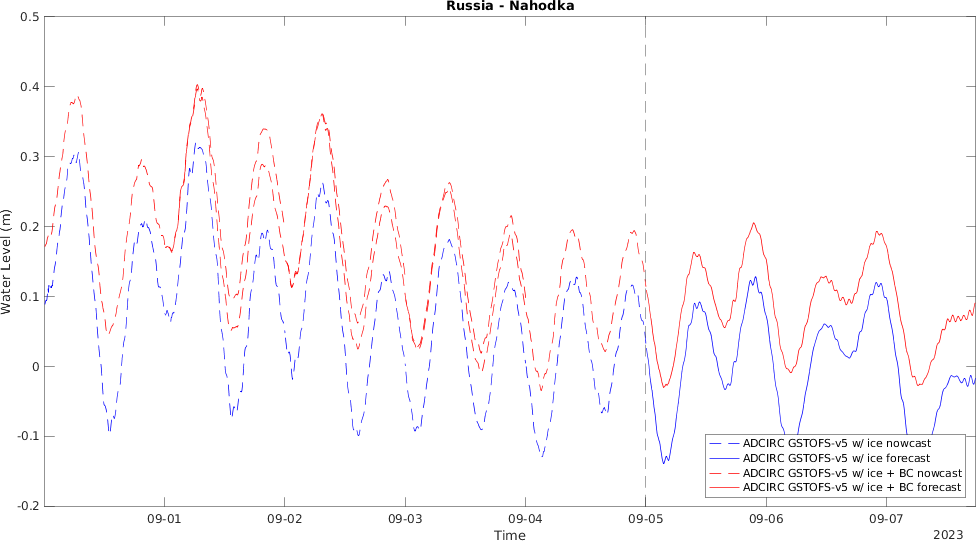 Russia - Nahodka
0.5
0.4
0.3
0.2
0.1
0
-0.1
-0.2
Water Level (m)
ADCIRC GSTOFS-v5 w/ ice nowcast
ADCIRC GSTOFS-v5 w/ ice forecast
ADCIRC GSTOFS-v5 w/ ice + BC nowcast
ADCIRC GSTOFS-v5 w/ ice + BC forecast
09-01 09-02 09-03 09-04 09-05 09-06 09-07
Time
2023